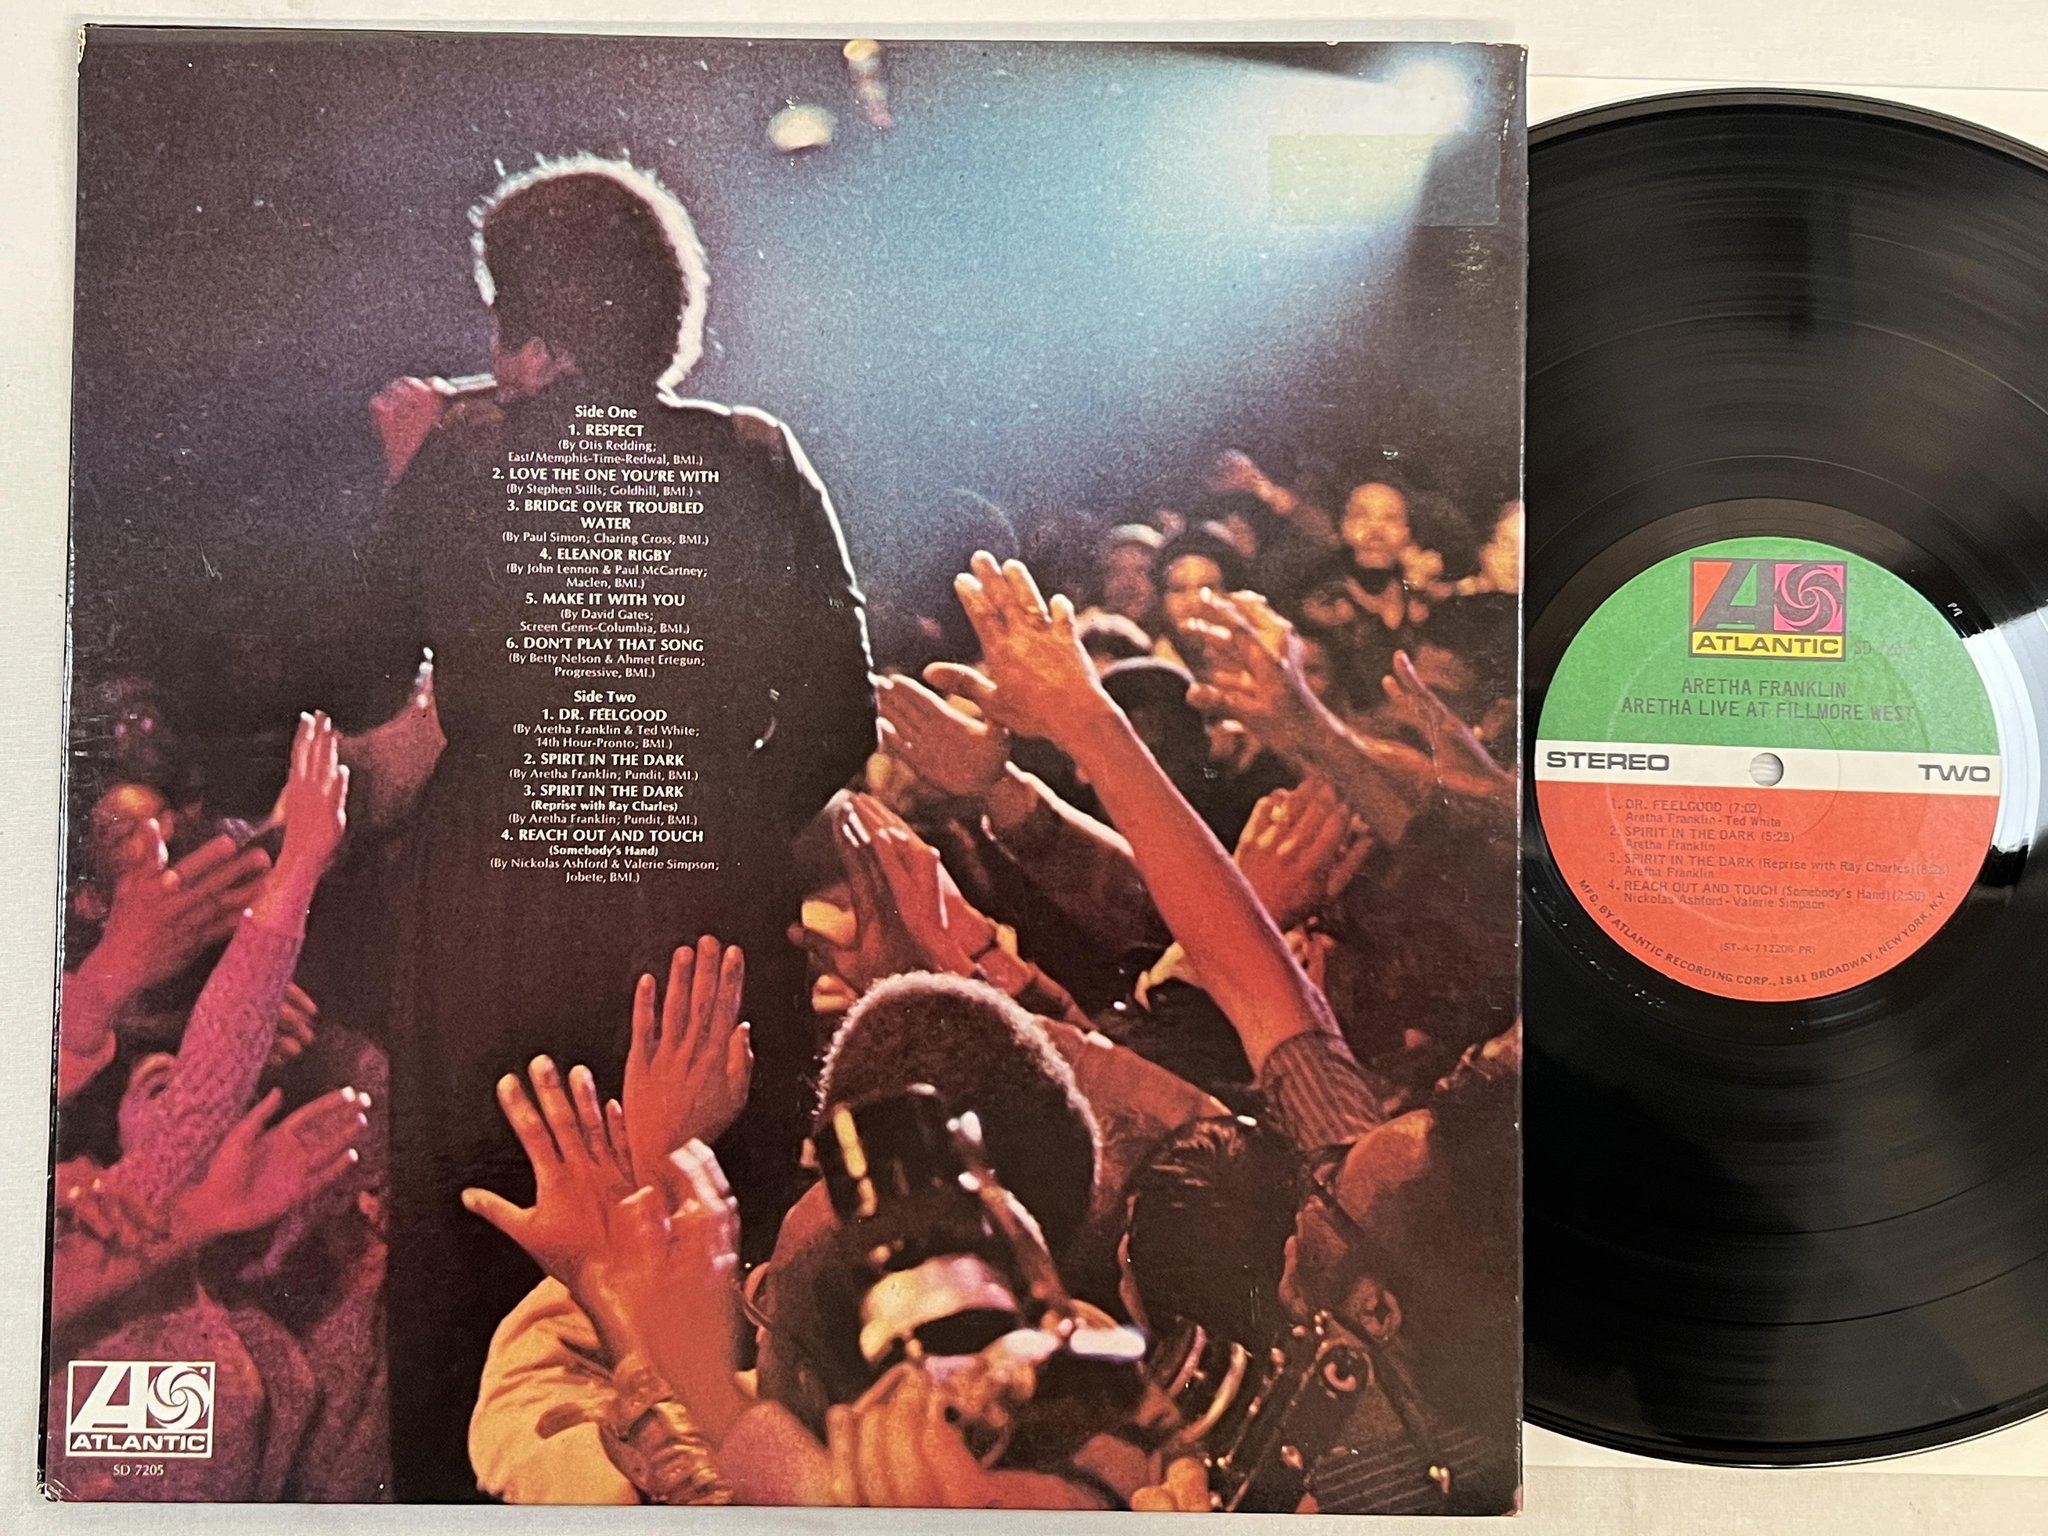 Side One
1. RESPECT
(By Otis Redding;
East/Memphis-Time-Redwal, BMI.)
2. LOVE THE ONE YOU'RE WITH
(By Stephen Stills; Goldhill, BMI.)
3. BRIDGE OVER TROUBLED
WATER
(By Paul Simon; Charing Cross, BMI.)
4. ELEANOR RIGBY
(By John Lennon & Paul McCartney;
Maclen, BMI.)
5. MAKE IT WITH YOU
(By David Gates;
Screen Gems-Columbia, BMI.)
6. DON'T PLAY THAT SONG
(By Betty Nelson & Ahmet Ertegun;
Progressive, BMI.)
Side Two
1. DR. FEELGOOD
(By Aretha Franklin & Ted White;
14th Hour-Pronto; BMI.)
2. SPIRIT IN THE DARK
(By Aretha Franklin; Pundit, BMI.)
3. SPIRIT IN THE DARK
(Reprise with Ray Charles)
(By Aretha Franklin; Pundit, BMI.)
4. REACH OUT AND TOUCH
(Somebody's Hand)
(By Nickolas Ashford & Valerie Simpson;
Jobete, BMI.)
ATLANTIC
SD 7205
ATLANTIC
SD
ARETHA FRANKLIN
ARETHA LIVE AT FILLMORE WEST
STEREO TWO
1. DR. FEELGOOD (7:02)
Aretha Franklin - Ted White
2. SPIRIT IN THE DARK (5:28)
Aretha Franklin
3. SPIRIT IN THE DARK (Reprise with Ray Charles) (8:28)
Aretha Franklin
4. REACH OUT AND TOUCH (Somebody's Hand) (2:50)
Nickolas Ashford - Valerie Simpson
(ST-A-712206 PR)
MFG. BY ATLANTIC RECORDING CORP., 1841 BROADWAY, NEW YORK, N.Y.